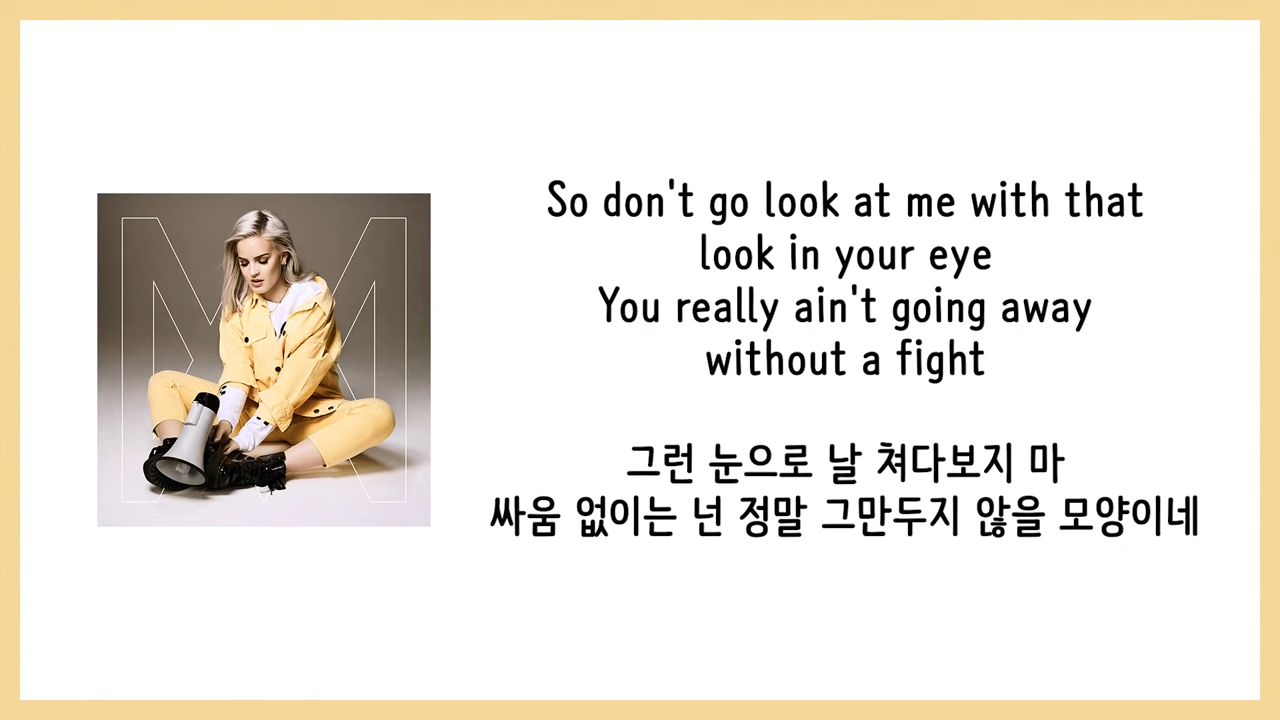 So don't go look at me with that
look in your eye
You really ain't going away
without a fight
그런 눈으로 날 쳐다보지 마
싸움 없이는 넌 정말 그만두지 않을 모양이네